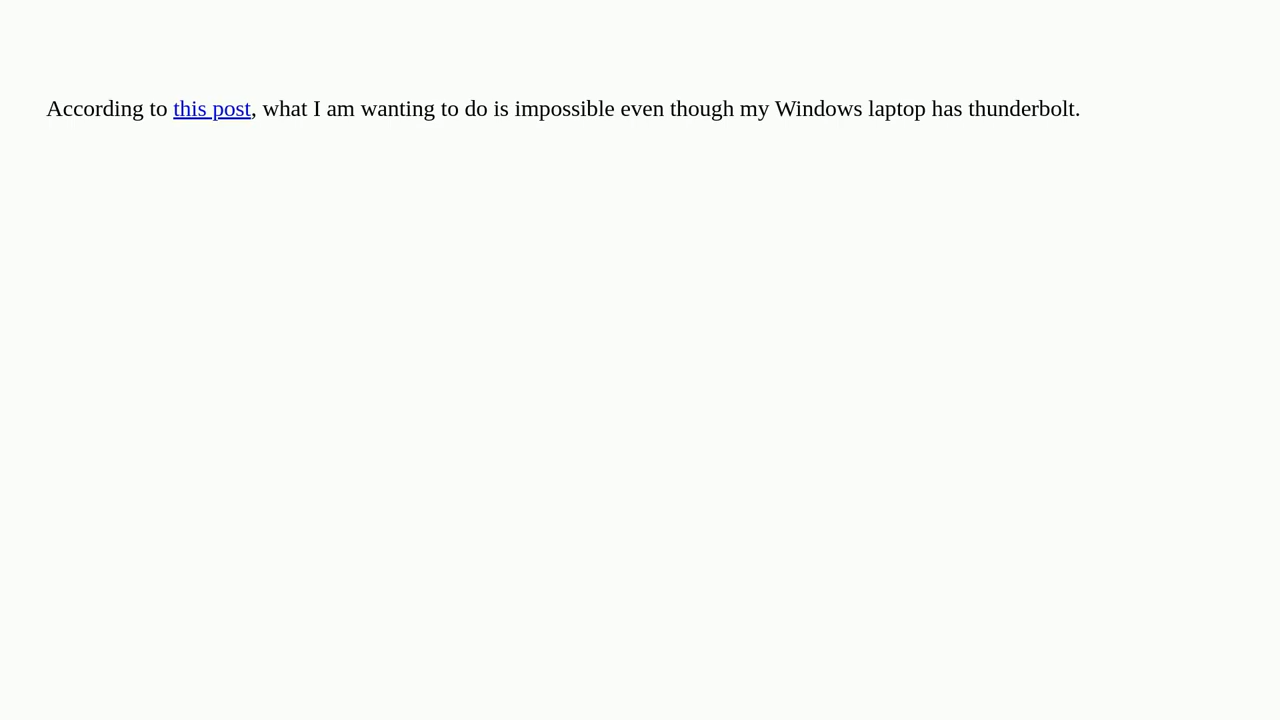 According to this post, what I am wanting to do is impossible even though my Windows laptop has thunderbolt.